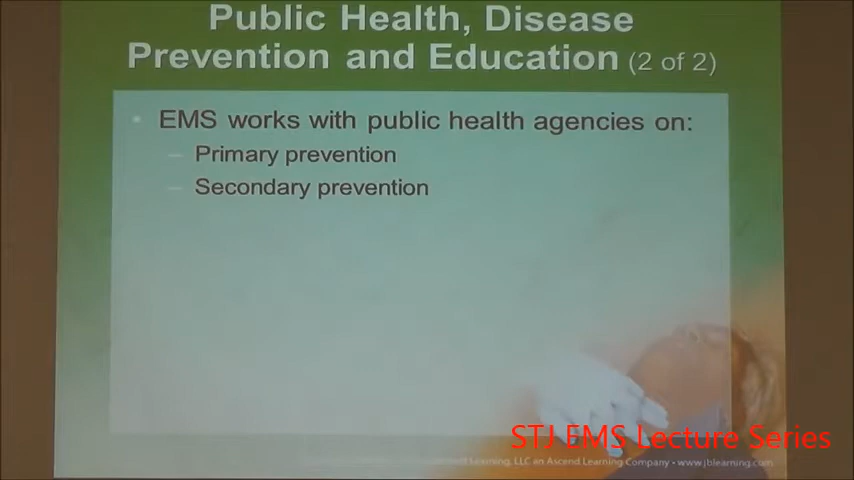 Public Health, Disease
Prevention and Education (2 of 2)
EMS works with public health agencies on:
Primary prevention
Secondary prevention
STJ EMS Lecture Series
Learning, LLC an Ascend Learning Company • www.jblearning.com